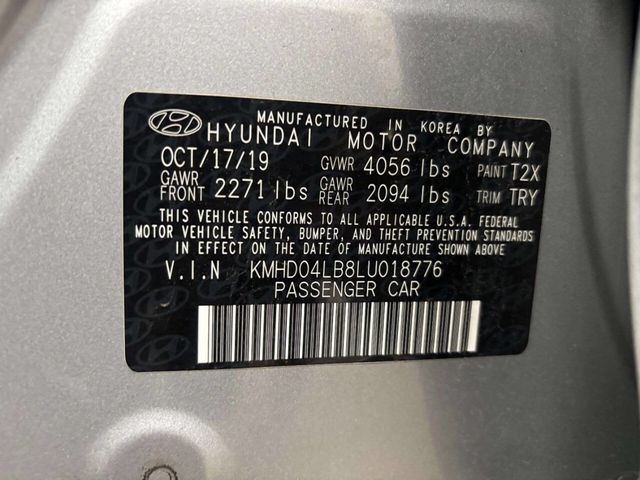 MANUFACTURED IN KOREA BY
HYUNDAI MOTOR COMPANY
OCT/17/19 GVWR 4056 lbs PAINT T2X
GAWR FRONT 2271 lbs GAWR REAR 2094 lbs TRIM TRY
THIS VEHICLE CONFORMS TO ALL APPLICABLE U.S.A. FEDERAL
MOTOR VEHICLE SAFETY, BUMPER, AND THEFT PREVENTION STANDARDS
IN EFFECT ON THE DATE OF MANUFACTURE SHOWN ABOVE
V.I.N KMHD04LB8LU018776
PASSENGER CAR